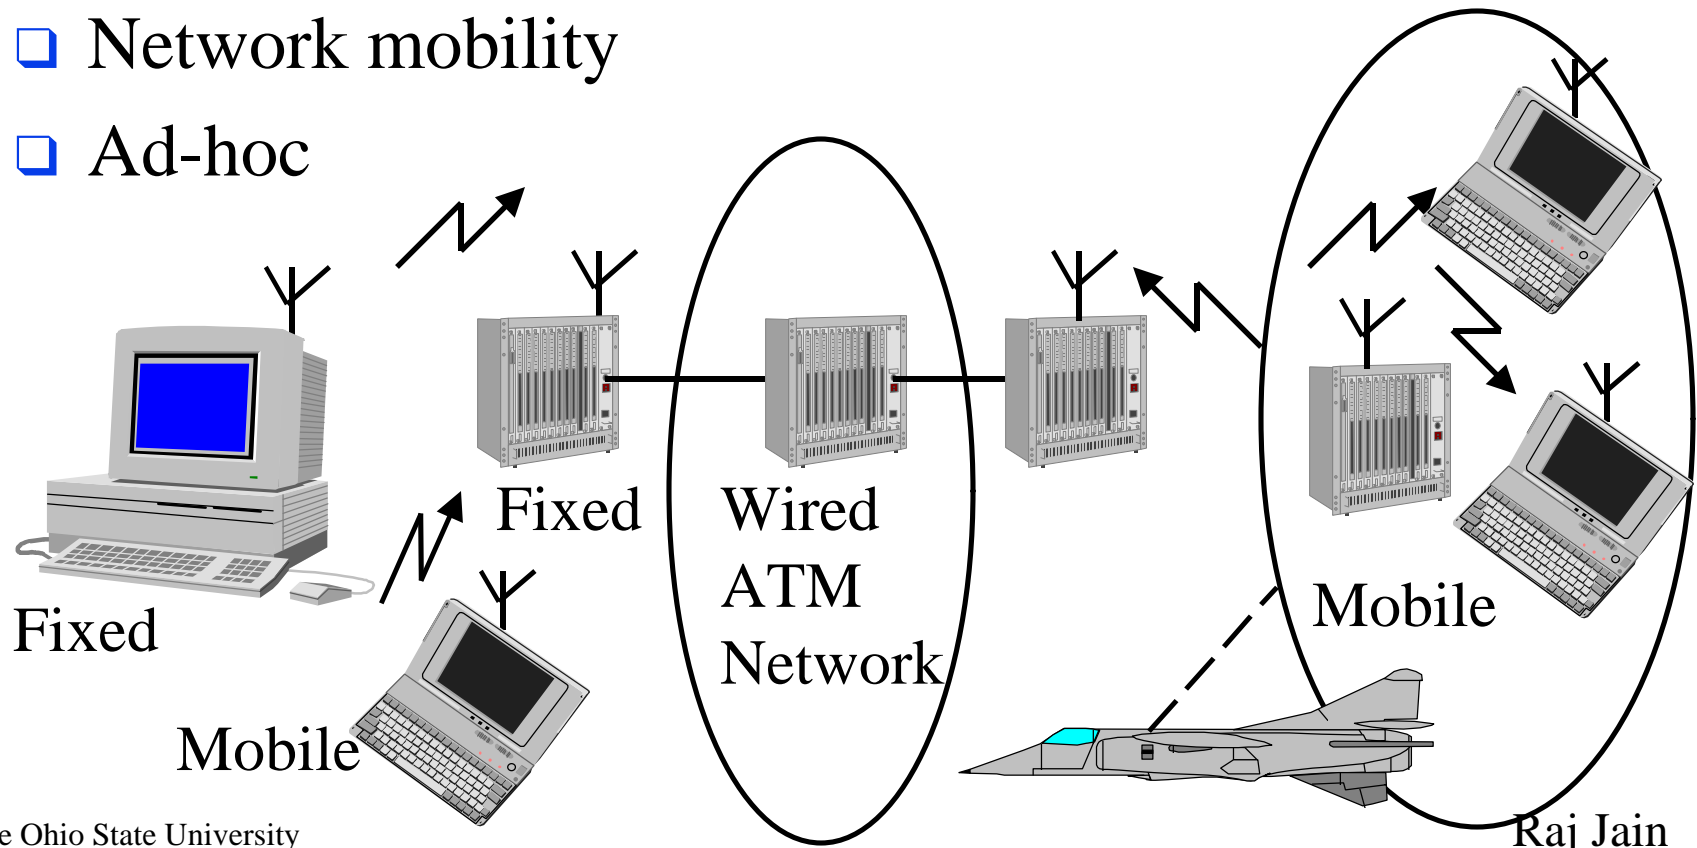 Network mobility
Ad-hoc
Fixed
Wired
ATM
Network
Mobile
Fixed
Mobile
e Ohio State University
Raj Jain